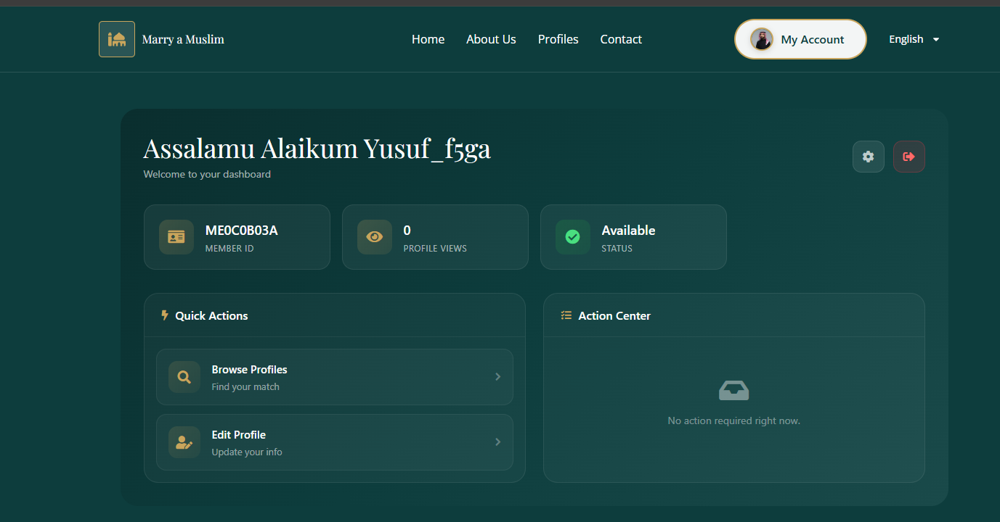 Marry a Muslim
Home
About Us
Profiles
Contact
My Account
English
Assalamu Alaikum Yusuf_f5ga
Welcome to your dashboard
ME0C0B03A
MEMBER ID
0
PROFILE VIEWS
Available
STATUS
Quick Actions
Browse Profiles
Find your match
Edit Profile
Update your info
Action Center
No action required right now.